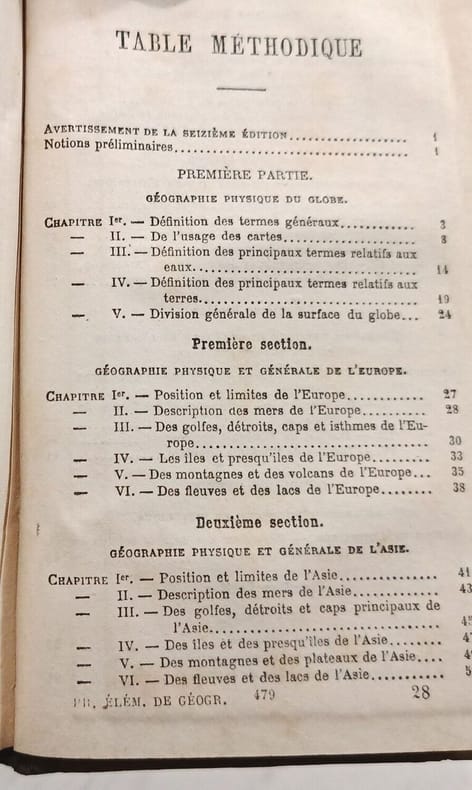 TABLE MÉTHODIQUE
AVERTISSEMENT DE LA SEIZIÈME ÉDITION.................... 1
Notions préliminaires........................................ 1
PREMIÈRE PARTIE.
GÉOGRAPHIE PHYSIQUE DU GLOBE.
CHAPITRE Ier. — Définition des termes généraux............ 3
— II. — De l'usage des cartes..................... 8
— III. — Définition des principaux termes relatifs aux
eaux.................................. 14
— IV. — Définition des principaux termes relatifs aux
terres................................. 19
— V. — Division générale de la surface du globe... 24
Première section.
GÉOGRAPHIE PHYSIQUE ET GÉNÉRALE DE L'EUROPE.
CHAPITRE Ier. — Position et limites de l'Europe............ 27
— II. — Description des mers de l'Europe.......... 28
— III. — Des golfes, détroits, caps et isthmes de l'Eu-
rope................................... 30
— IV. — Les îles et presqu'îles de l'Europe......... 33
— V. — Des montagnes et des volcans de l'Europe... 35
— VI. — Des fleuves et des lacs de l'Europe........ 38
Deuxième section.
GÉOGRAPHIE PHYSIQUE ET GÉNÉRALE DE L'ASIE.
CHAPITRE Ier. — Position et limites de l'Asie............... 41
— II. — Description des mers de l'Asie............. 43
— III. — Des golfes, détroits et caps principaux de
l'Asie.....................................
— IV. — Des îles et des presqu'îles de l'Asie........
— V. — Des montagnes et des plateaux de l'Asie....
— VI. — Des fleuves et des lacs de l'Asie...........
PR. ÉLÉM. DE GÉOGR. 479 28